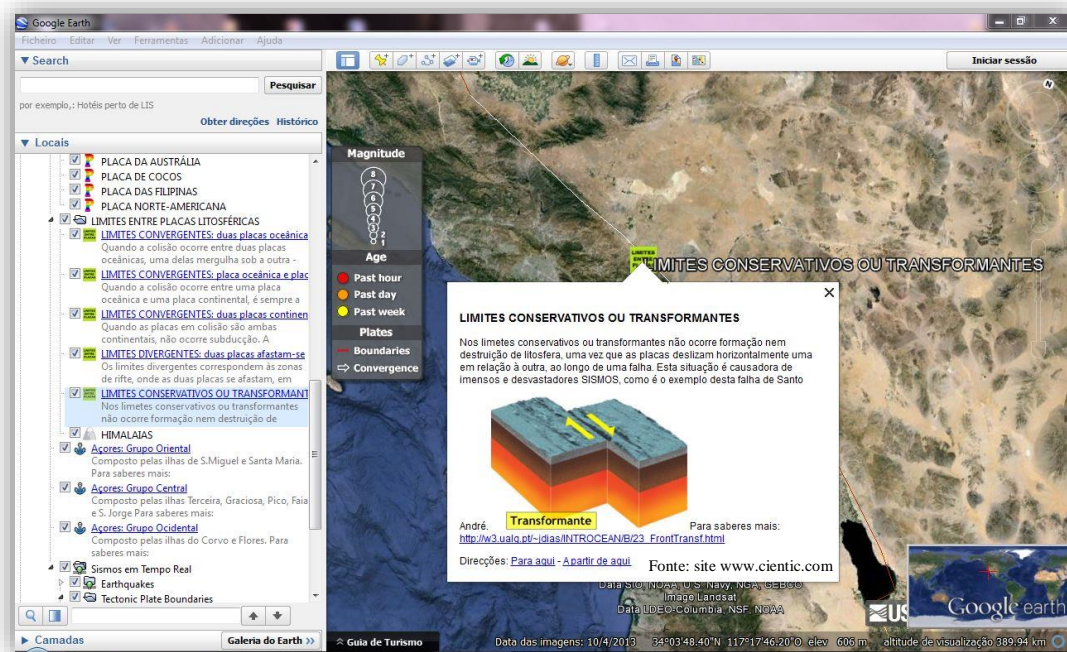 Google Earth
Ficheiro Editar Ver Ferramentas Adicionar Ajuda
Search
Pesquisar
por exemplo,: Hotéis perto de LIS
Obter direções Histórico
Locais
PLACA DA AUSTRÁLIA
PLACA DE COCOS
PLACA DAS FILIPINAS
PLACA NORTE-AMERICANA
LIMITES ENTRE PLACAS LITOSFÉRICAS
LIMITES CONVERGENTES: duas placas oceânica
Quando a colisão ocorre entre duas placas
oceânicas, uma delas mergulha sob a outra -
LIMITES CONVERGENTES: placa oceânica e plac
Quando a colisão ocorre entre uma placa
oceânica e uma placa continental, é sempre a
LIMITES CONVERGENTES: duas placas continen
Quando as placas em colisão são ambas
continentais, não ocorre subducção. A
LIMITES DIVERGENTES: duas placas afastam-se
Os limites divergentes correspondem às zonas
de rifte, onde as duas placas se afastam, em
LIMITES CONSERVATIVOS OU TRANSFORMANT
Nos limetes conservativos ou transformantes
não ocorre formação nem destruição de
HIMALAIAS
Açores: Grupo Oriental
Composto pelas ilhas de S.Miguel e Santa Maria.
Para saberes mais:
Açores: Grupo Central
Composto pelas ilhas Terceira, Graciosa, Pico, Faia
e S. Jorge Para saberes mais:
Açores: Grupo Ocidental
Composto pelas ilhas do Corvo e Flores. Para
saberes mais:
Sismos em Tempo Real
Earthquakes
Tectonic Plate Boundaries
Camadas
Galeria do Earth >>
Iniciar sessão
N
Magnitude
8
7
6
5
4
3
2
1
Age
Past hour
Past day
Past week
Plates
Boundaries
Convergence
LIMITES
ENTRE
LIMITES CONSERVATIVOS OU TRANSFORMANTES
LIMITES CONSERVATIVOS OU TRANSFORMANTES
Nos limetes conservativos ou transformantes não ocorre formação nem
destruição de litosfera, uma vez que as placas deslizam horizontalmente uma
em relação à outra, ao longo de uma falha. Esta situação é causadora de
imensos e desvastadores SISMOS, como é o exemplo desta falha de Santo
Transformante
André. Para saberes mais:
http://w3.ualg.pt/~jdias/INTROCEAN/B/23_FrontTransf.html
Direcções: Para aqui - A partir de aqui
Fonte: site www.cientic.com
Data SIO, NOAA, U.S. Navy, NGA, GEBCO
Image Landsat
Data LDEO-Columbia, NSF, NOAA
US
Google earth
Guia de Turismo
Data das imagens: 10/4/2013 34°03'48.40"N 117°17'46.20"O elev 606 m altitude de visualização 389.94 km